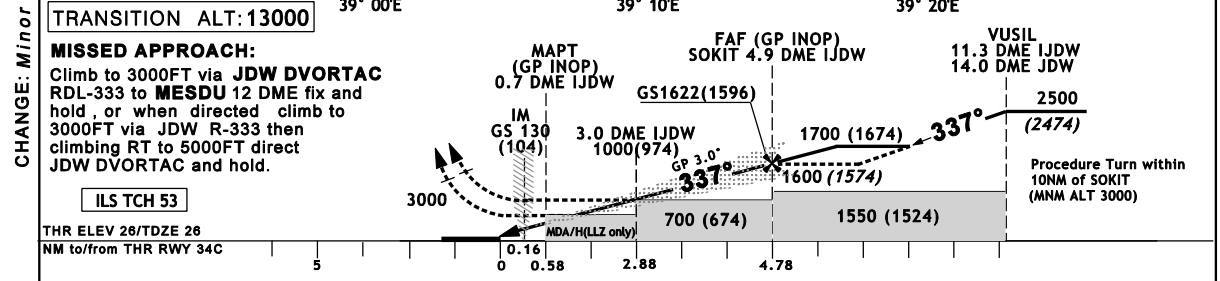 CHANGE: Minor
39° 00'E
39° 10'E
39° 20'E
TRANSITION ALT: 13000
MISSED APPROACH:
Climb to 3000FT via JDW DVORTAC
RDL-333 to MESDU 12 DME fix and
hold , or when directed climb to
3000FT via JDW R-333 then
climbing RT to 5000FT direct
JDW DVORTAC and hold.
ILS TCH 53
THR ELEV 26/TDZE 26
NM to/from THR RWY 34C
MAPT
(GP INOP)
0.7 DME IJDW
IM
GS 130
(104)
3.0 DME IJDW
1000(974)
FAF (GP INOP)
SOKIT 4.9 DME IJDW
GS1622(1596)
VUSIL
11.3 DME IJDW
14.0 DME JDW
2500
(2474)
337°
1700 (1674)
1600 (1574)
GP 3.0°
337°
3000
Procedure Turn within
10NM of SOKIT
(MNM ALT 3000)
MDA/H(LLZ only)
700 (674)
1550 (1524)
5
0
0.16
0.58
2.88
4.78